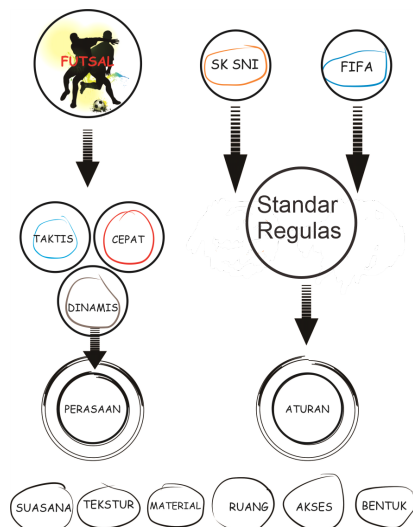 FUTSAL
SK SNI
FIFA
TAKTIS
CEPAT
DINAMIS
Standar
Regulas
PERASAAN
ATURAN
SUASANA
TEKSTUR
MATERIAL
RUANG
AKSES
BENTUK